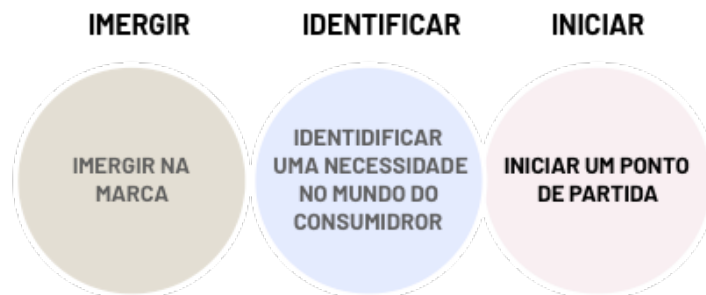 IMERGIR
IDENTIFICAR
INICIAR
IMERGIR NA
MARCA
IDENTIDIFICAR
UMA NECESSIDADE
NO MUNDO DO
CONSUMIDROR
INICIAR UM PONTO
DE PARTIDA